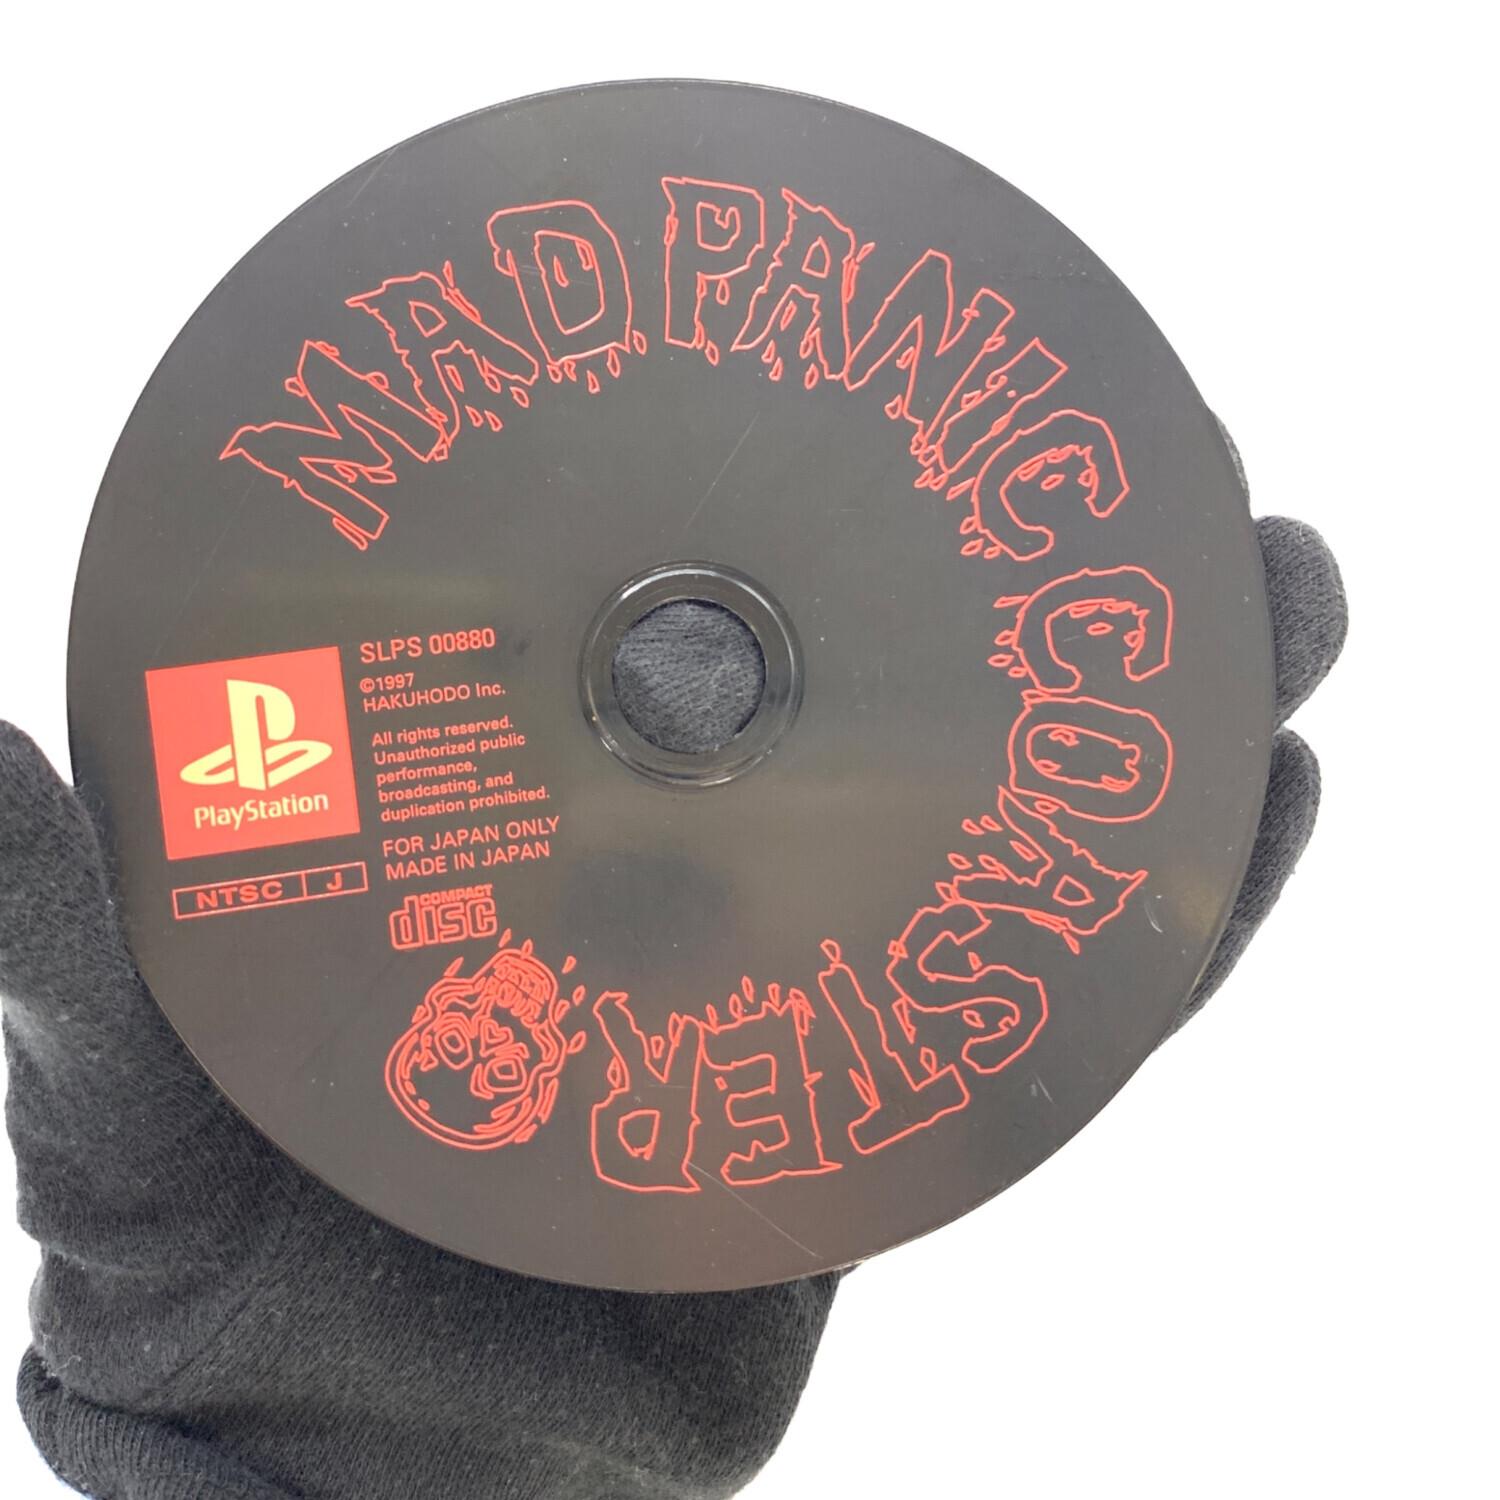 MAD PANIC COASTER
SLPS 00880
©1997
HAKUHODO Inc.
All rights reserved.
Unauthorized public
performance,
broadcasting, and
duplication prohibited.
FOR JAPAN ONLY
MADE IN JAPAN
PlayStation
NTSC J
COMPACT
disc